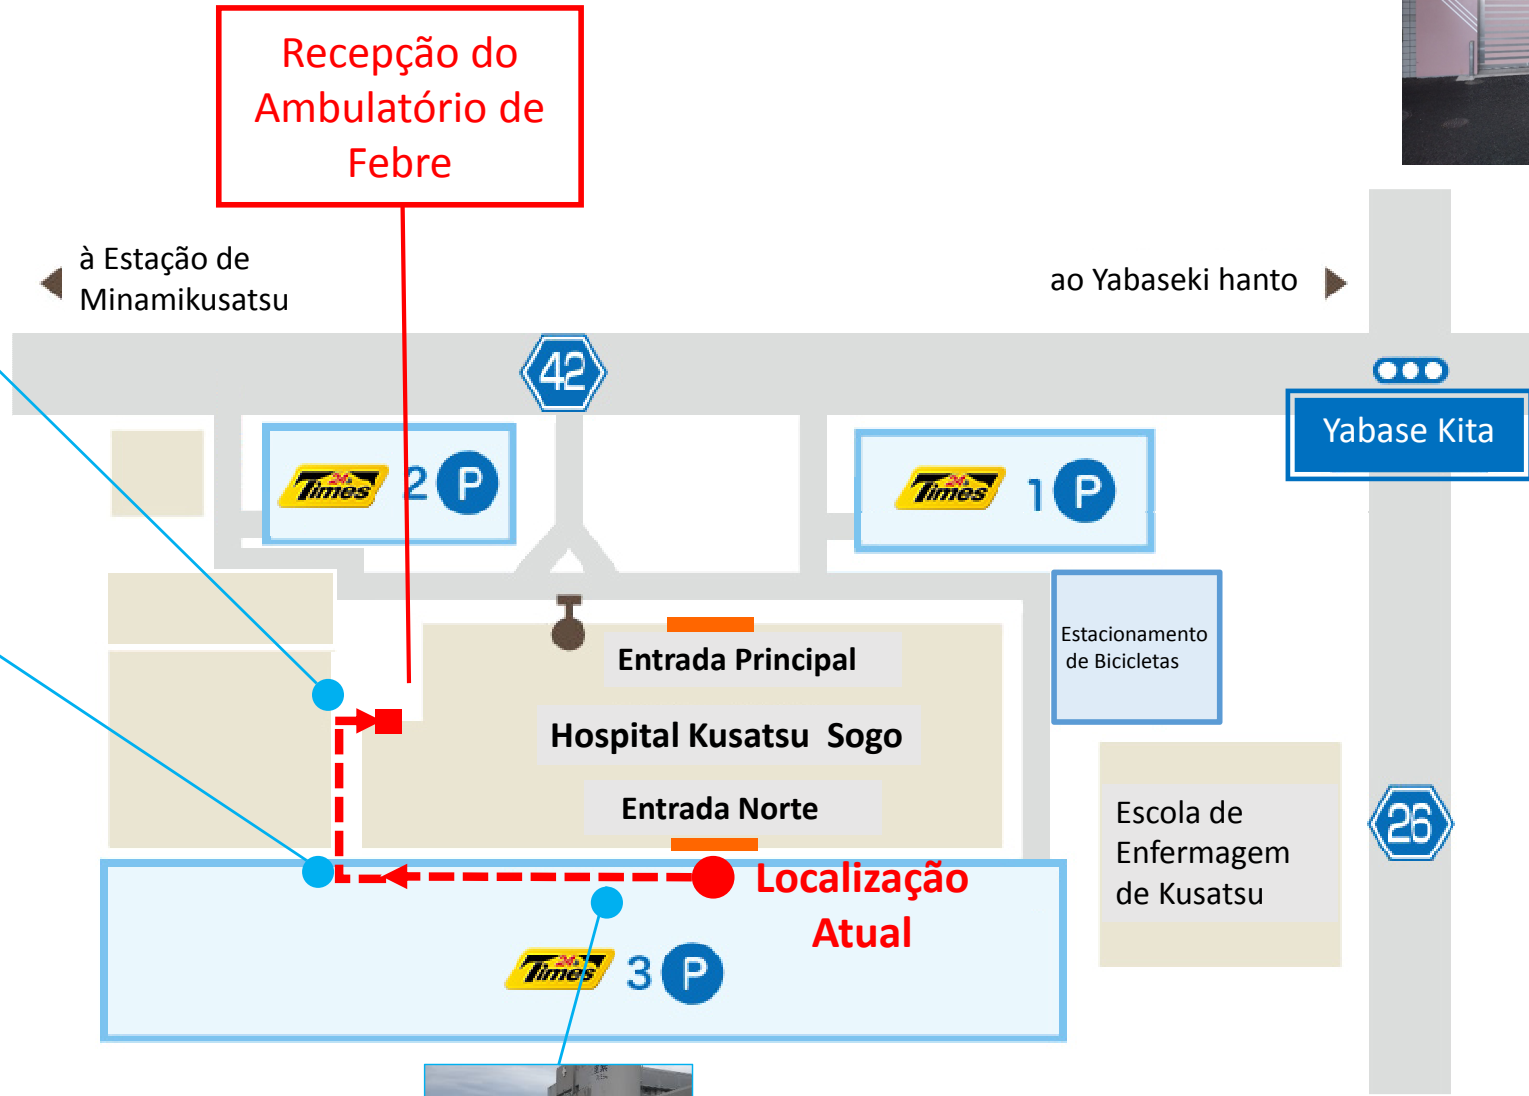 Recepção do
Ambulatório de
Febre
à Estação de
Minamikusatsu
ao Yabaseki hanto
42
Yabase Kita
Times 2 P
Times 1 P
Estacionamento
de Bicicletas
Entrada Principal
Hospital Kusatsu Sogo
Entrada Norte
Escola de
Enfermagem
de Kusatsu
26
Localização
Atual
Times 3 P